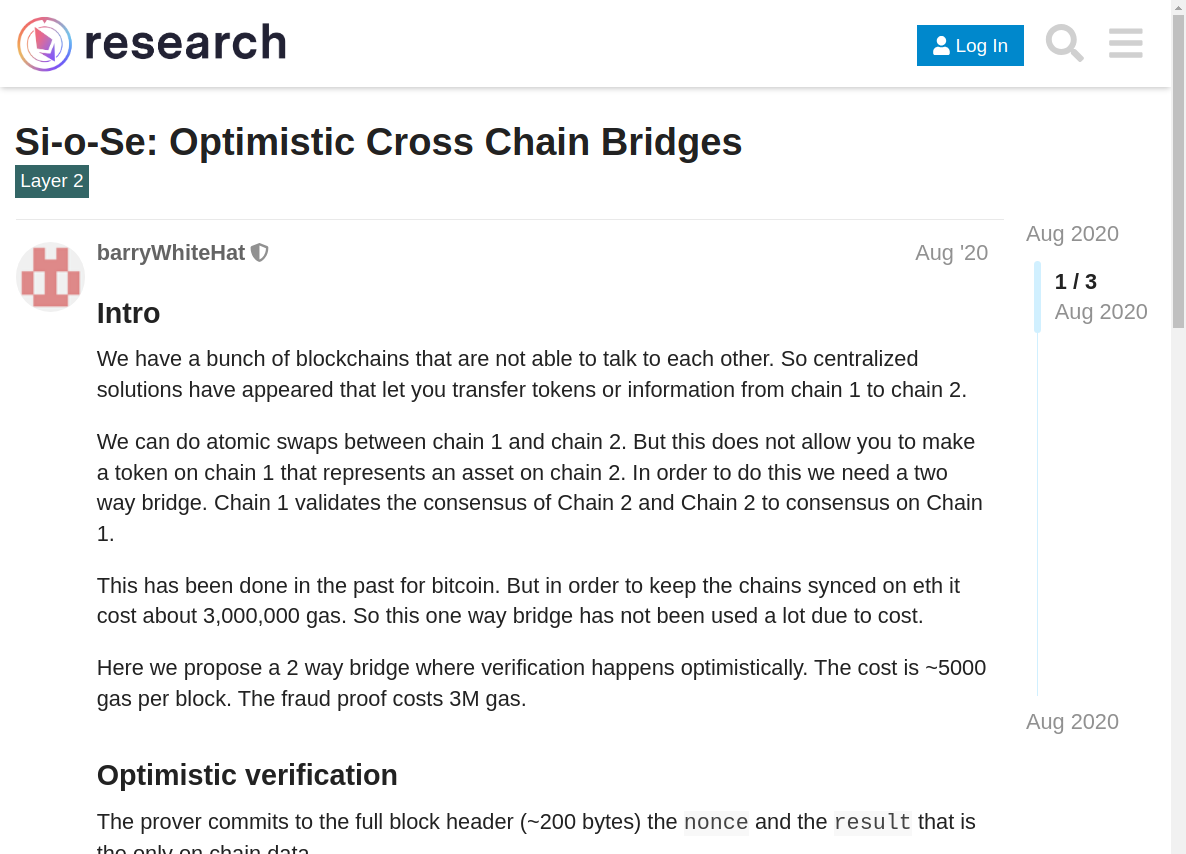 research
Log In
Si-o-Se: Optimistic Cross Chain Bridges
Layer 2
barryWhiteHat
Aug '20
Aug 2020
1 / 3
Aug 2020
Intro
We have a bunch of blockchains that are not able to talk to each other. So centralized
solutions have appeared that let you transfer tokens or information from chain 1 to chain 2.
We can do atomic swaps between chain 1 and chain 2. But this does not allow you to make
a token on chain 1 that represents an asset on chain 2. In order to do this we need a two
way bridge. Chain 1 validates the consensus of Chain 2 and Chain 2 to consensus on Chain
1.
This has been done in the past for bitcoin. But in order to keep the chains synced on eth it
cost about 3,000,000 gas. So this one way bridge has not been used a lot due to cost.
Here we propose a 2 way bridge where verification happens optimistically. The cost is ~5000
gas per block. The fraud proof costs 3M gas.
Aug 2020
Optimistic verification
The prover commits to the full block header (~200 bytes) the nonce and the result that is
the only on chain data